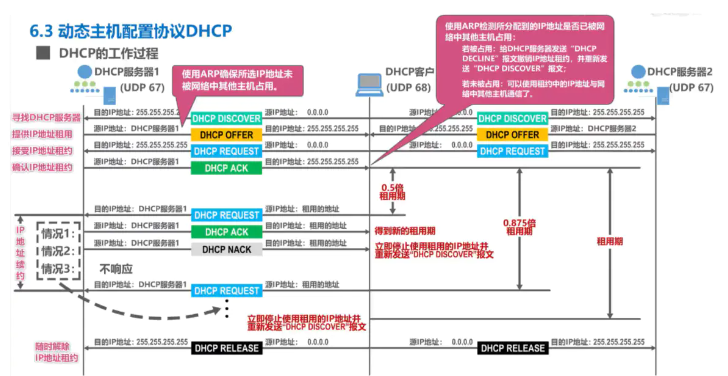 6.3 动态主机配置协议DHCP
■ DHCP的工作过程
使用ARP检测所分配到的IP地址是否已被网络中其他主机占用：
若被占用：给DHCP服务器发送“DHCP DECLINE”报文撤销IP地址租约，并重新发送“DHCP DISCOVER”报文；
若未被占用：可以使用租约中的IP地址与网络中其他主机通信了。
DHCP服务器1
(UDP 67)
使用ARP确保所选IP地址未被网络中其他主机占用。
DHCP客户
(UDP 68)
DHCP服务器2
(UDP 67)
寻找DHCP服务器
目的IP地址：255.255.255.255 DHCP DISCOVER 源IP地址：0.0.0.0
源IP地址：0.0.0.0 DHCP DISCOVER 目的IP地址：255.255.255.255
提供IP地址租用
源IP地址：DHCP服务器1 DHCP OFFER 目的IP地址：255.255.255.255
目的IP地址：255.255.255.255 DHCP OFFER 源IP地址：DHCP服务器2
接受IP地址租约
目的IP地址：255.255.255.255 DHCP REQUEST 源IP地址：0.0.0.0
源IP地址：0.0.0.0 DHCP REQUEST 目的IP地址：255.255.255.255
确认IP地址租约
源IP地址：DHCP服务器1 DHCP ACK 目的IP地址：255.255.255.255
0.5倍
租用期
0.875倍
租用期
租用期
IP地址续约
目的IP地址：DHCP服务器1 DHCP REQUEST 源IP地址：租用的地址
情况1：
源IP地址：DHCP服务器1 DHCP ACK 目的IP地址：租用的地址
得到新的租用期
情况2：
源IP地址：DHCP服务器1 DHCP NACK 目的IP地址：租用的地址
立即停止使用租用的IP地址并
重新发送“DHCP DISCOVER”报文
情况3：
不响应
目的IP地址：DHCP服务器1 DHCP REQUEST 源IP地址：租用的地址
立即停止使用租用的IP地址并
重新发送“DHCP DISCOVER”报文
随时解除
IP地址租约
目的IP地址：255.255.255.255 DHCP RELEASE 源IP地址：0.0.0.0
源IP地址：0.0.0.0 DHCP RELEASE 目的IP地址：255.255.255.255